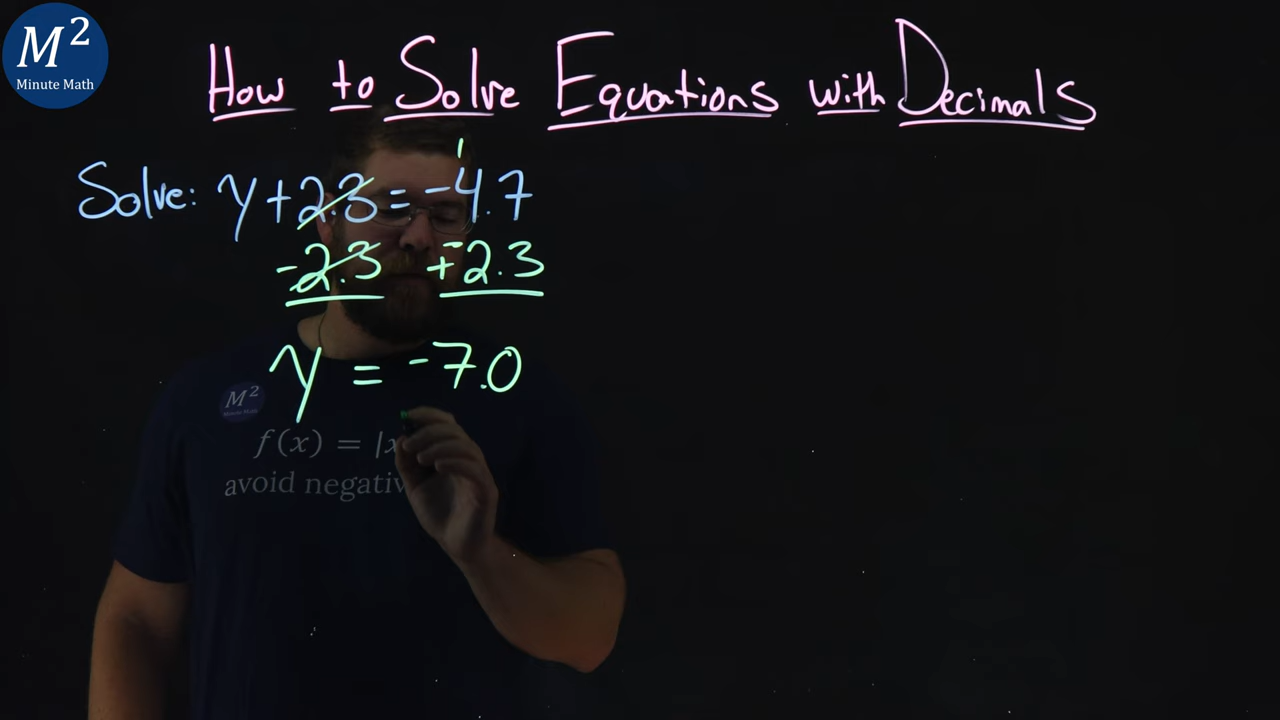 M²
Minute Math
How to Solve Equations with Decimals
1
Solve: y+2.3=-4.7
-2.3 +-2.3
y = -7.0
M²
Minute Math
f(x) = |x
avoid negativ